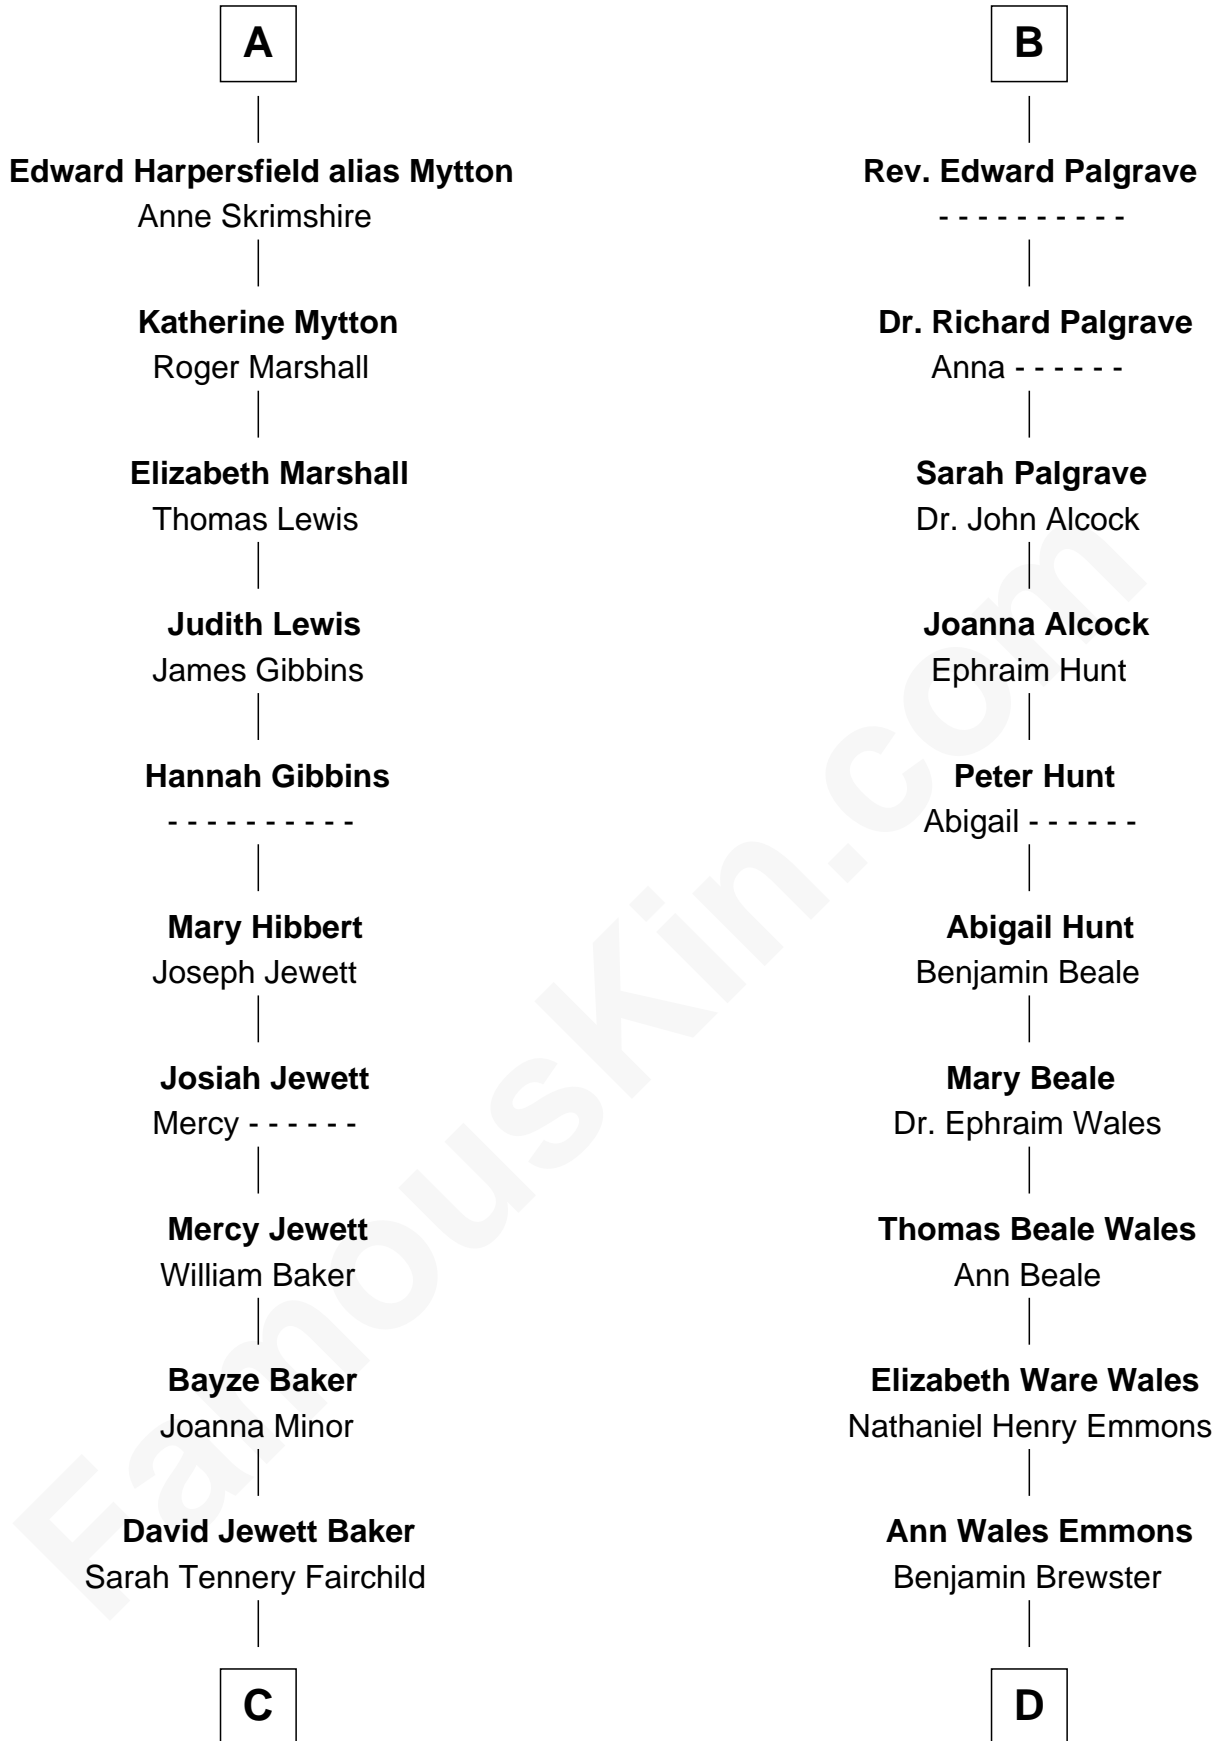 A
Edward Harpersfield alias Mytton
Anne Skrimshire
Katherine Mytton
Roger Marshall
Elizabeth Marshall
Thomas Lewis
Judith Lewis
James Gibbins
Hannah Gibbins
- - - - - - - - - -
Mary Hibbert
Joseph Jewett
Josiah Jewett
Mercy - - - - - -
Mercy Jewett
William Baker
Bayze Baker
Joanna Minor
David Jewett Baker
Sarah Tennery Fairchild
C
B
Rev. Edward Palgrave
- - - - - - - - - -
Dr. Richard Palgrave
Anna - - - - - -
Sarah Palgrave
Dr. John Alcock
Joanna Alcock
Ephraim Hunt
Peter Hunt
Abigail - - - - - -
Abigail Hunt
Benjamin Beale
Mary Beale
Dr. Ephraim Wales
Thomas Beale Wales
Ann Beale
Elizabeth Ware Wales
Nathaniel Henry Emmons
Ann Wales Emmons
Benjamin Brewster
D
FamousKin.com